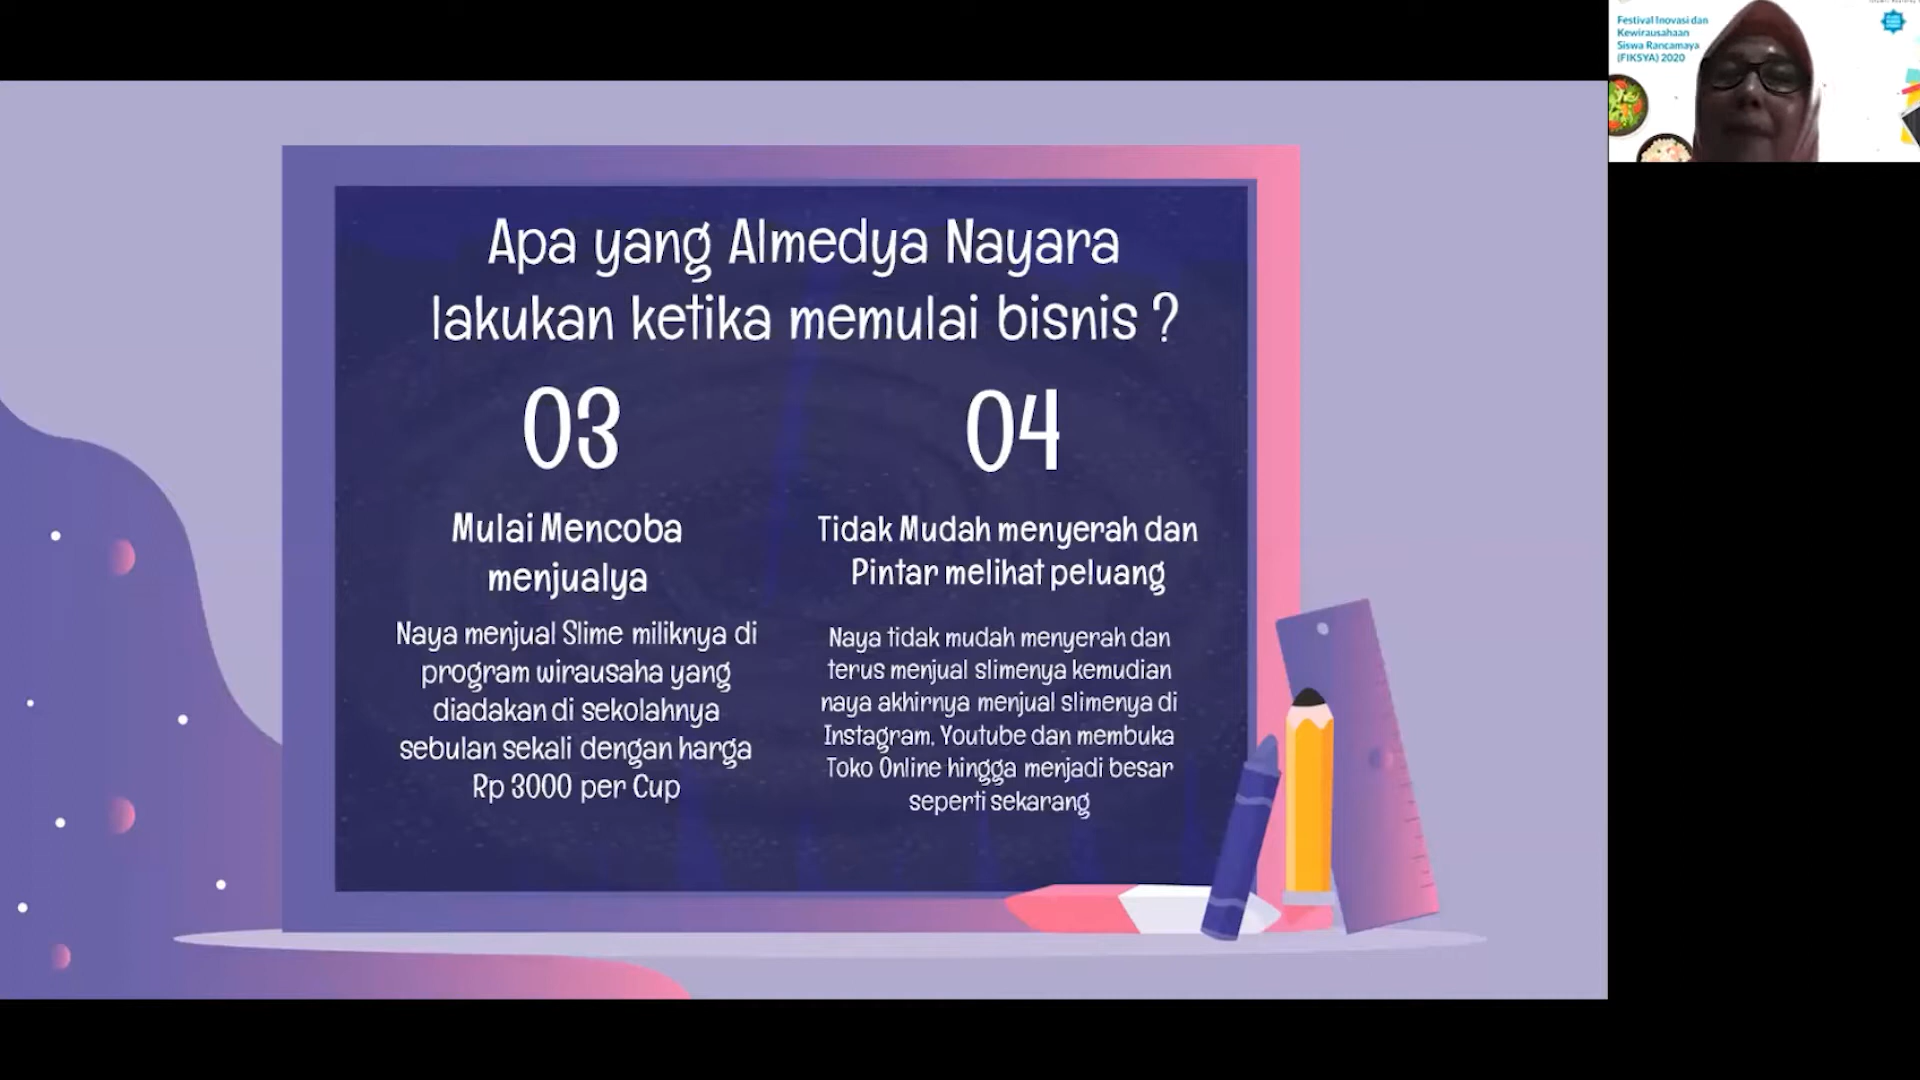 Apa yang Almedya Nayara
lakukan ketika memulai bisnis ?
03
Mulai Mencoba
menjualya
Naya menjual Slime miliknya di
program wirausaha yang
diadakan di sekolahnya
sebulan sekali dengan harga
Rp 3000 per Cup
04
Tidak Mudah menyerah dan
Pintar melihat peluang
Naya tidak mudah menyerah dan
terus menjual slimenya kemudian
naya akhirnya menjual slimenya di
Instagram, Youtube dan membuka
Toko Online hingga menjadi besar
seperti sekarang
Festival Inovasi dan
Kewirausahaan
Siswa Rancamaya
(FIKSYA) 2020